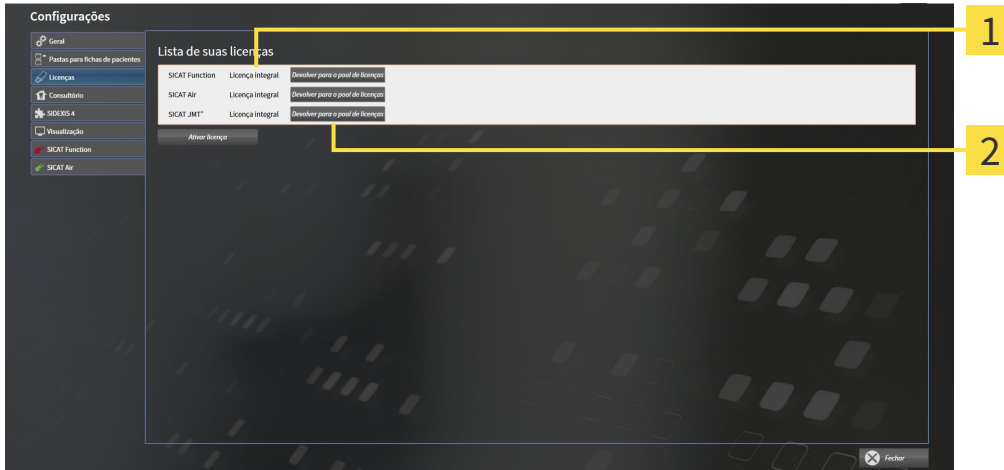 Configurações
Geral
Pastas para fichas de pacientes
Licenças
Consultório
SIDEXIS 4
Visualização
SICAT Function
SICAT Air
Lista de suas licenças
SICAT Function Licença integral Devolver para o pool de licenças
SICAT Air Licença integral Devolver para o pool de licenças
SICAT JMT⁺ Licença integral Devolver para o pool de licenças
Ativar licença
Fechar
1
2